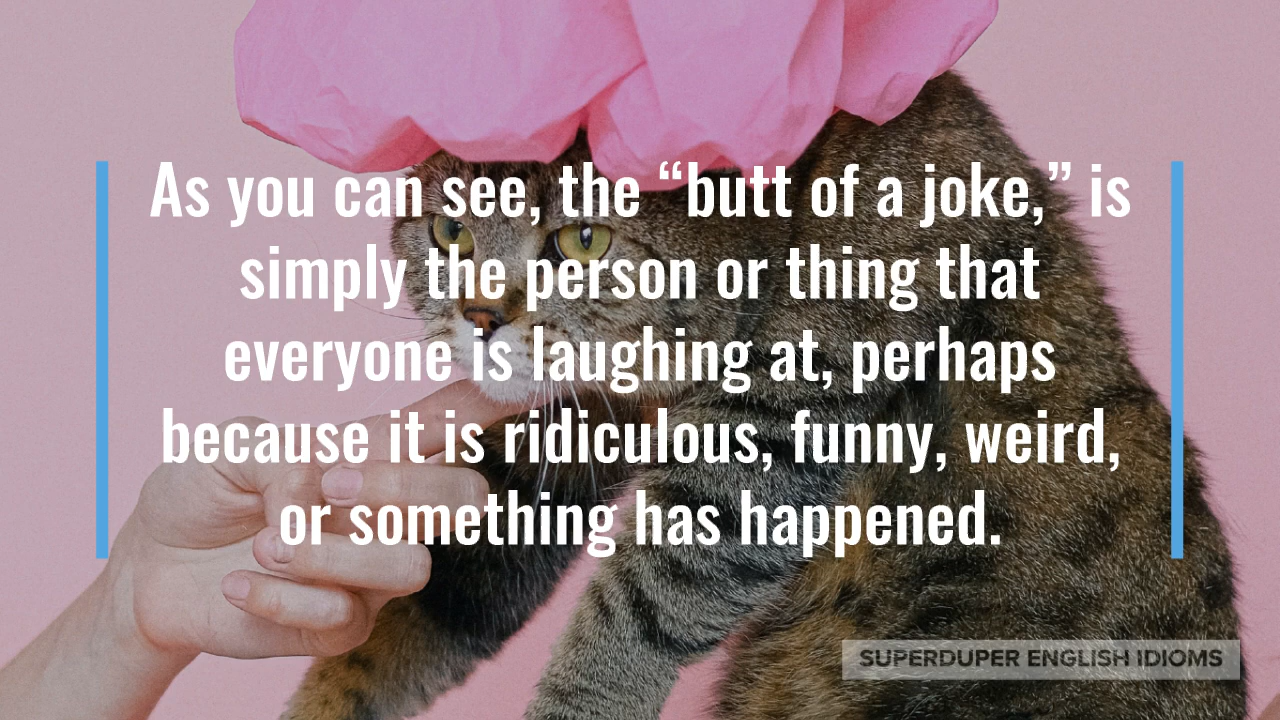 As you can see, the “butt of a joke,” is
simply the person or thing that
everyone is laughing at, perhaps
because it is ridiculous, funny, weird,
or something has happened.
SUPERDUPER ENGLISH IDIOMS